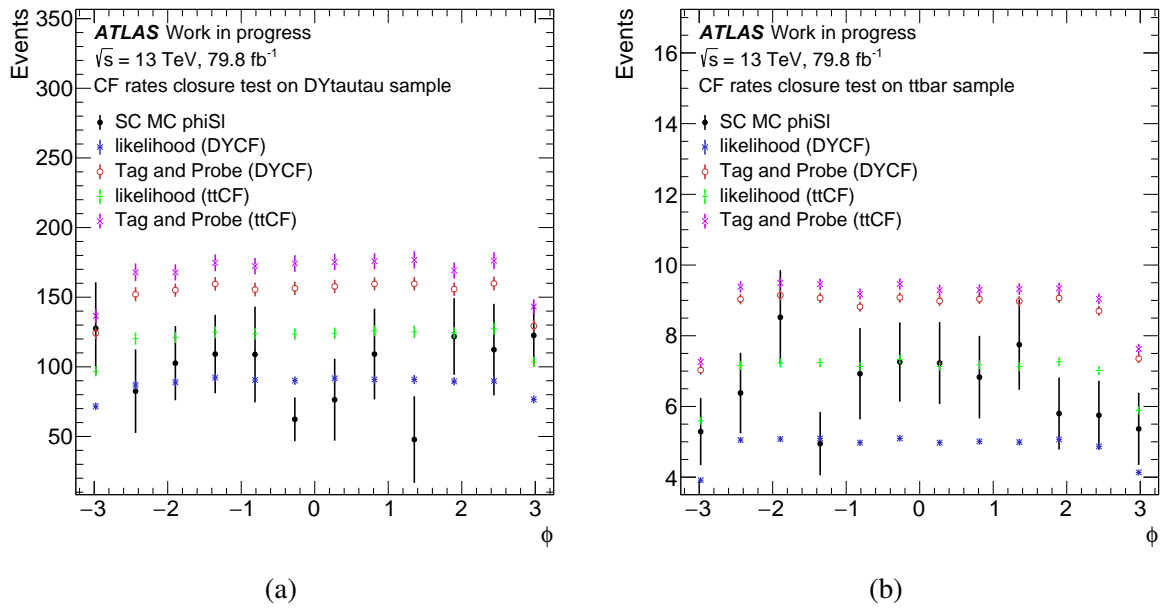 Events
350
300
250
200
150
100
50
ATLAS Work in progress
√s = 13 TeV, 79.8 fb-1
CF rates closure test on DYtautau sample
SC MC phiSl
likelihood (DYCF)
Tag and Probe (DYCF)
likelihood (ttCF)
Tag and Probe (ttCF)
−3 −2 −1 0 1 2 3
ϕ
(a)
Events
16
14
12
10
8
6
4
ATLAS Work in progress
√s = 13 TeV, 79.8 fb-1
CF rates closure test on ttbar sample
SC MC phiSl
likelihood (DYCF)
Tag and Probe (DYCF)
likelihood (ttCF)
Tag and Probe (ttCF)
−3 −2 −1 0 1 2 3
ϕ
(b)